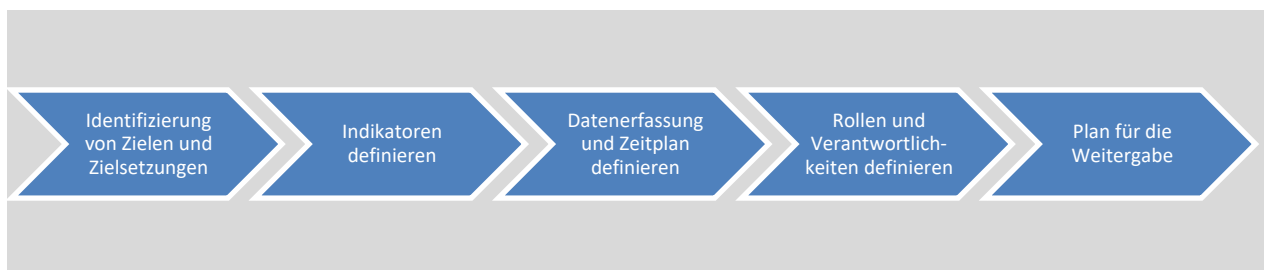 Identifizierung
von Zielen und
Zielsetzungen
Indikatoren
definieren
Datenerfassung
und Zeitplan
definieren
Rollen und
Verantwortlich-
keiten definieren
Plan für die
Weitergabe